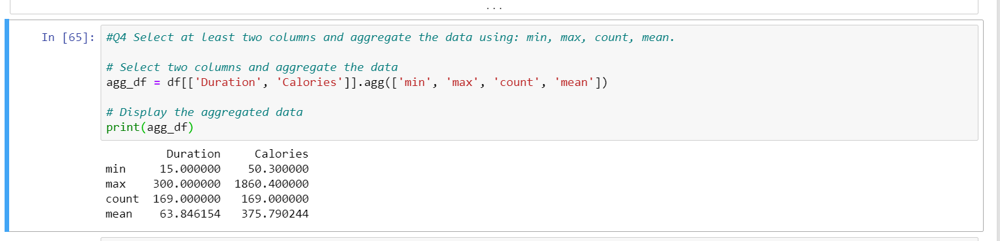 ...
In [65]: #Q4 Select at least two columns and aggregate the data using: min, max, count, mean.
# Select two columns and aggregate the data
agg_df = df[['Duration', 'Calories']].agg(['min', 'max', 'count', 'mean'])
# Display the aggregated data
print(agg_df)
Duration Calories
min 15.000000 50.300000
max 300.000000 1860.400000
count 169.000000 169.000000
mean 63.846154 375.790244